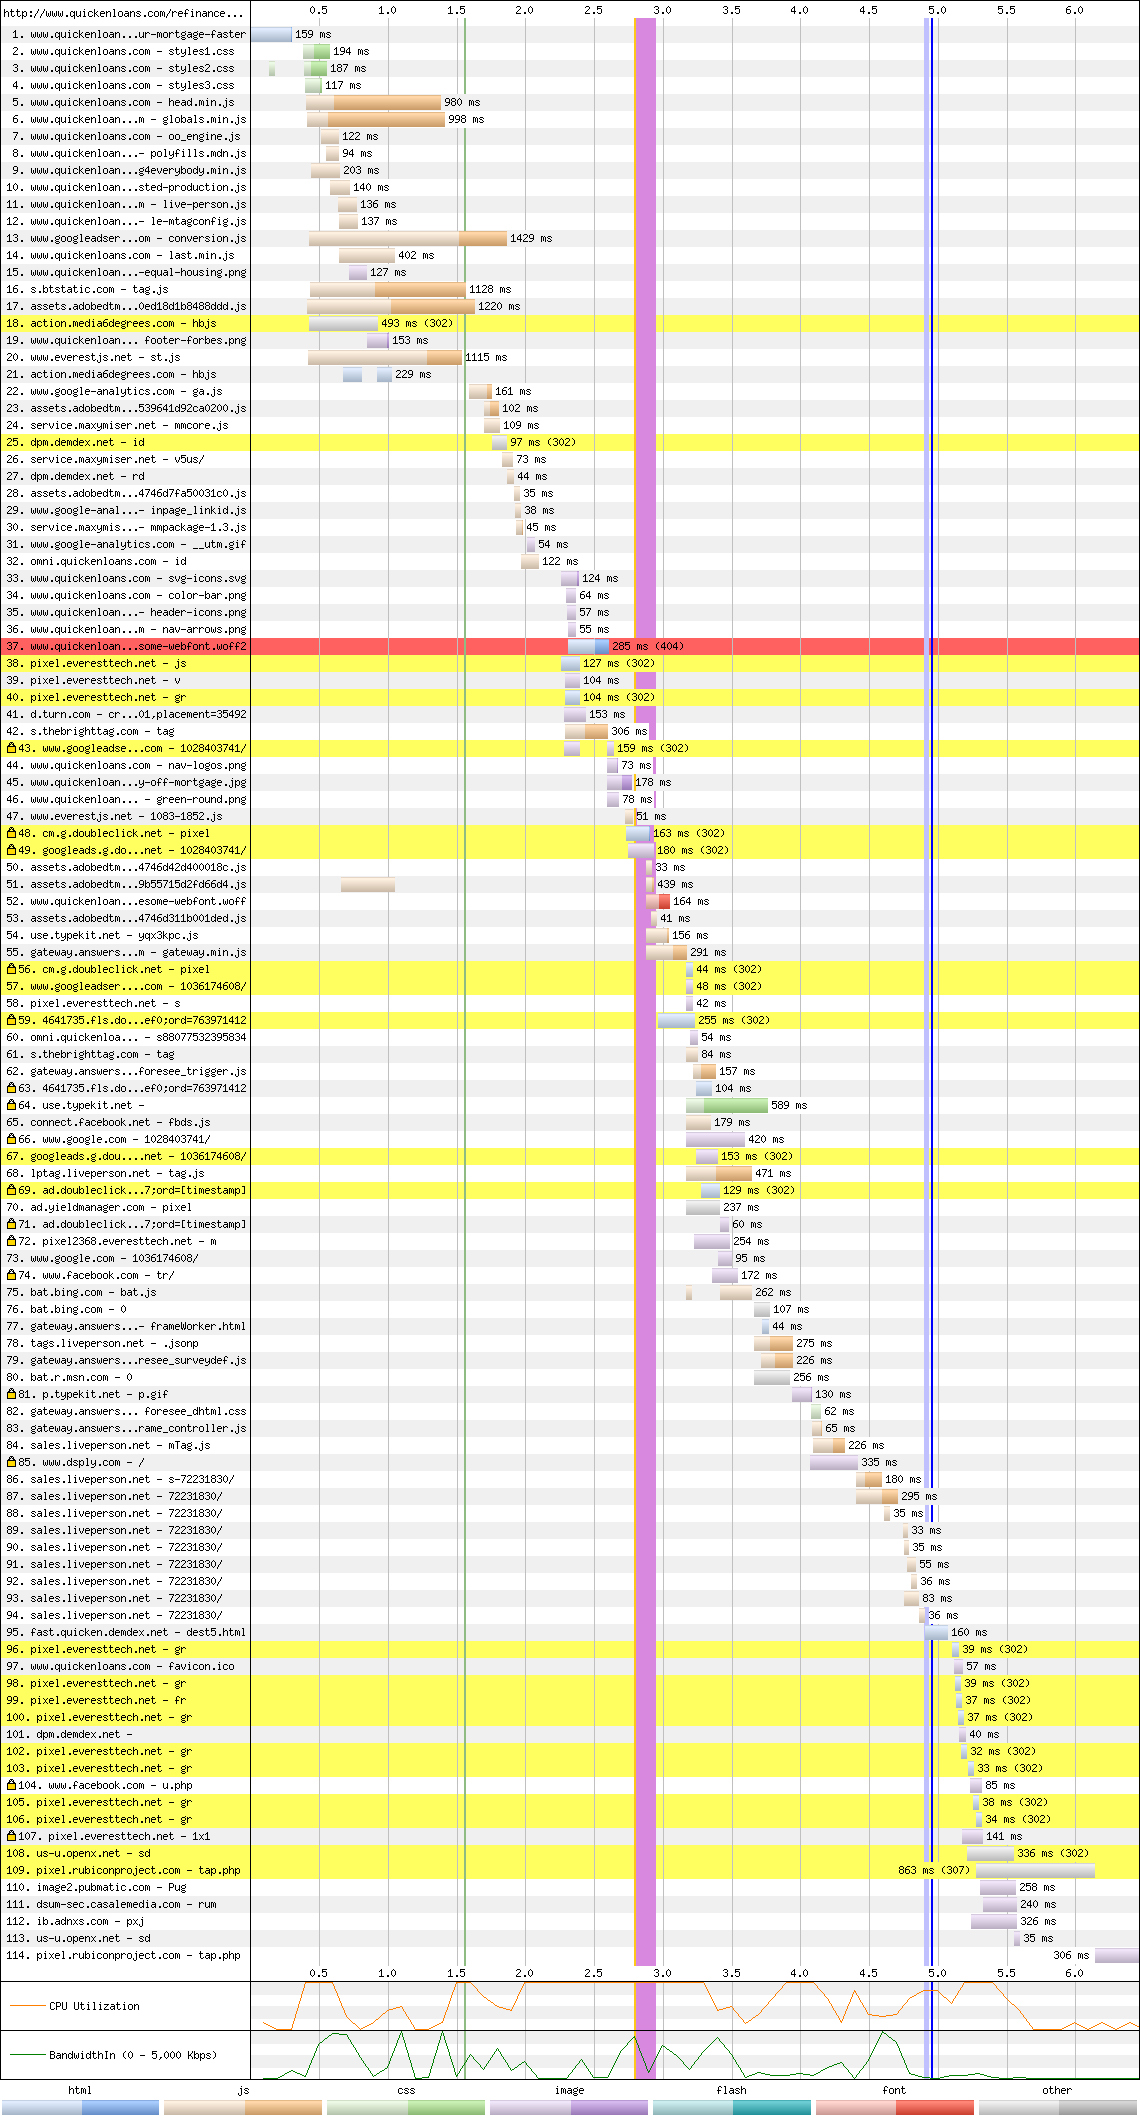 http://www.quickenloans.com/refinance... 0.5 1.0 1.5 2.0 2.5 3.0 3.5 4.0 4.5 5.0 5.5 6.0
1. www.quickenloan...ur-mortgage-faster 159 ms
2. www.quickenloans.com - styles1.css 194 ms
3. www.quickenloans.com - styles2.css 187 ms
4. www.quickenloans.com - styles3.css 117 ms
5. www.quickenloans.com - head.min.js 980 ms
6. www.quickenloan...m - globals.min.js 998 ms
7. www.quickenloans.com - oo_engine.js 122 ms
8. www.quickenloan...- polyfills.mdn.js 94 ms
9. www.quickenloan...g4everybody.min.js 203 ms
10. www.quickenloan...sted-production.js 140 ms
11. www.quickenloan...m - live-person.js 136 ms
12. www.quickenloan...- le-mtagconfig.js 137 ms
13. www.googleadser...om - conversion.js 1429 ms
14. www.quickenloans.com - last.min.js 402 ms
15. www.quickenloan...-equal-housing.png 127 ms
16. s.btstatic.com - tag.js 1128 ms
17. assets.adobedtm...0ed18d1b8488ddd.js 1220 ms
18. action.media6degrees.com - hbjs 493 ms (302)
19. www.quickenloan... footer-forbes.png 153 ms
20. www.everestjs.net - st.js 1115 ms
21. action.media6degrees.com - hbjs 229 ms
22. www.google-analytics.com - ga.js 161 ms
23. assets.adobedtm...539641d92ca0200.js 102 ms
24. service.maxymiser.net - mmcore.js 109 ms
25. dpm.demdex.net - id 97 ms (302)
26. service.maxymiser.net - v5us/ 73 ms
27. dpm.demdex.net - rd 44 ms
28. assets.adobedtm...4746d7fa50031c0.js 35 ms
29. www.google-anal...- inpage_linkid.js 38 ms
30. service.maxymis...- mmpackage-1.3.js 45 ms
31. www.google-analytics.com - __utm.gif 54 ms
32. omni.quickenloans.com - id 122 ms
33. www.quickenloans.com - svg-icons.svg 124 ms
34. www.quickenloans.com - color-bar.png 64 ms
35. www.quickenloan...- header-icons.png 57 ms
36. www.quickenloan...m - nav-arrows.png 55 ms
37. www.quickenloan...some-webfont.woff2 285 ms (404)
38. pixel.everesttech.net - js 127 ms (302)
39. pixel.everesttech.net - v 104 ms
40. pixel.everesttech.net - gr 104 ms (302)
41. d.turn.com - cr...01,placement=35492 153 ms
42. s.thebrighttag.com - tag 306 ms
43. www.googleadse...com - 1028403741/ 159 ms (302)
44. www.quickenloans.com - nav-logos.png 73 ms
45. www.quickenloan...y-off-mortgage.jpg 178 ms
46. www.quickenloan... - green-round.png 78 ms
47. www.everestjs.net - 1083-1852.js 51 ms
48. cm.g.doubleclick.net - pixel 163 ms (302)
49. googleads.g.do...net - 1028403741/ 180 ms (302)
50. assets.adobedtm...4746d42d400018c.js 33 ms
51. assets.adobedtm...9b55715d2fd66d4.js 439 ms
52. www.quickenloan...esome-webfont.woff 164 ms
53. assets.adobedtm...4746d311b001ded.js 41 ms
54. use.typekit.net - yqx3kpc.js 156 ms
55. gateway.answers...m - gateway.min.js 291 ms
56. cm.g.doubleclick.net - pixel 44 ms (302)
57. www.googleadser....com - 1036174608/ 48 ms (302)
58. pixel.everesttech.net - s 42 ms
59. 4641735.fls.do...ef0;ord=763971412 255 ms (302)
60. omni.quickenloa... - s88077532395834 54 ms
61. s.thebrighttag.com - tag 84 ms
62. gateway.answers...foresee_trigger.js 157 ms
63. 4641735.fls.do...ef0;ord=763971412 104 ms
64. use.typekit.net - 589 ms
65. connect.facebook.net - fbds.js 179 ms
66. www.google.com - 1028403741/ 420 ms
67. googleads.g.dou....net - 1036174608/ 153 ms (302)
68. lptag.liveperson.net - tag.js 471 ms
69. ad.doubleclick...7;ord=[timestamp] 129 ms (302)
70. ad.yieldmanager.com - pixel 237 ms
71. ad.doubleclick...7;ord=[timestamp] 60 ms
72. pixel2368.everesttech.net - m 254 ms
73. www.google.com - 1036174608/ 95 ms
74. www.facebook.com - tr/ 172 ms
75. bat.bing.com - bat.js 262 ms
76. bat.bing.com - 0 107 ms
77. gateway.answers...- frameWorker.html 44 ms
78. tags.liveperson.net - .jsonp 275 ms
79. gateway.answers...resee_surveydef.js 226 ms
80. bat.r.msn.com - 0 256 ms
81. p.typekit.net - p.gif 130 ms
82. gateway.answers... foresee_dhtml.css 62 ms
83. gateway.answers...rame_controller.js 65 ms
84. sales.liveperson.net - mTag.js 226 ms
85. www.dsply.com - / 335 ms
86. sales.liveperson.net - s-72231830/ 180 ms
87. sales.liveperson.net - 72231830/ 295 ms
88. sales.liveperson.net - 72231830/ 35 ms
89. sales.liveperson.net - 72231830/ 33 ms
90. sales.liveperson.net - 72231830/ 35 ms
91. sales.liveperson.net - 72231830/ 55 ms
92. sales.liveperson.net - 72231830/ 36 ms
93. sales.liveperson.net - 72231830/ 83 ms
94. sales.liveperson.net - 72231830/ 36 ms
95. fast.quicken.demdex.net - dest5.html 160 ms
96. pixel.everesttech.net - gr 39 ms (302)
97. www.quickenloans.com - favicon.ico 57 ms
98. pixel.everesttech.net - gr 39 ms (302)
99. pixel.everesttech.net - fr 37 ms (302)
100. pixel.everesttech.net - gr 37 ms (302)
101. dpm.demdex.net - 40 ms
102. pixel.everesttech.net - gr 32 ms (302)
103. pixel.everesttech.net - gr 33 ms (302)
104. www.facebook.com - u.php 85 ms
105. pixel.everesttech.net - gr 38 ms (302)
106. pixel.everesttech.net - gr 34 ms (302)
107. pixel.everesttech.net - 1x1 141 ms
108. us-u.openx.net - sd 336 ms (302)
109. pixel.rubiconproject.com - tap.php 863 ms (307)
110. image2.pubmatic.com - Pug 258 ms
111. dsum-sec.casalemedia.com - rum 240 ms
112. ib.adnxs.com - pxj 326 ms
113. us-u.openx.net - sd 35 ms
114. pixel.rubiconproject.com - tap.php 306 ms
0.5 1.0 1.5 2.0 2.5 3.0 3.5 4.0 4.5 5.0 5.5 6.0
CPU Utilization
BandwidthIn (0 - 5,000 Kbps)
html js css image flash font other